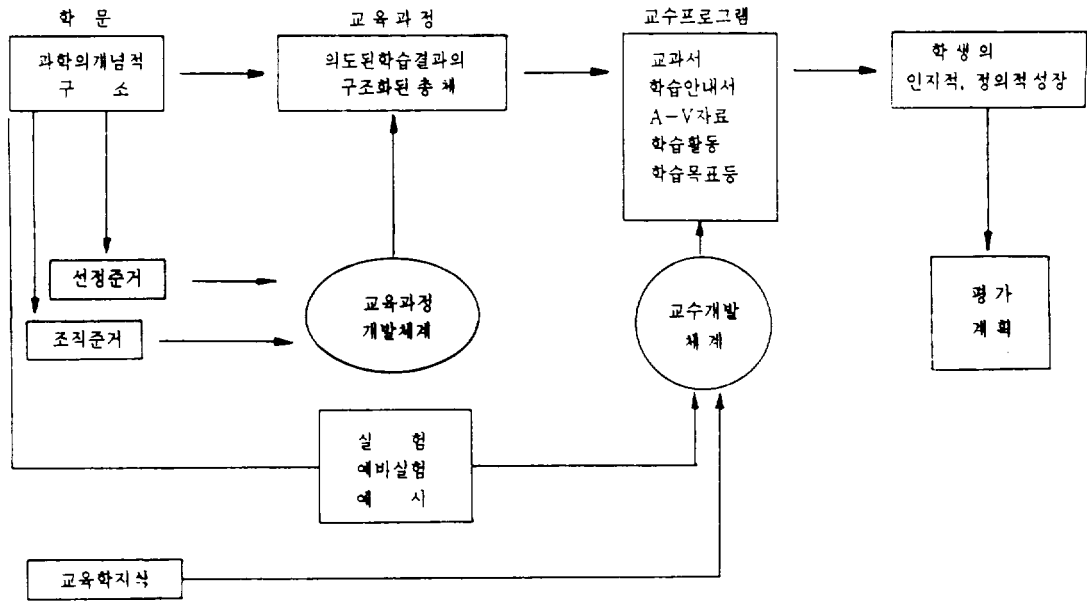 학 문
교 육 과 정
교수프로그램
과학의개념적
구 소
의도된학습결과의
구조화된 총 체
교과서
학습안내서
A-V자료
학습활동
학습목표등
학 생 의
인지적, 정의적성장
선정준거
조직준거
교육과정
개발체계
교수개발
체 계
평 가
계 획
실 험
예비실험
예 시
교육학지식